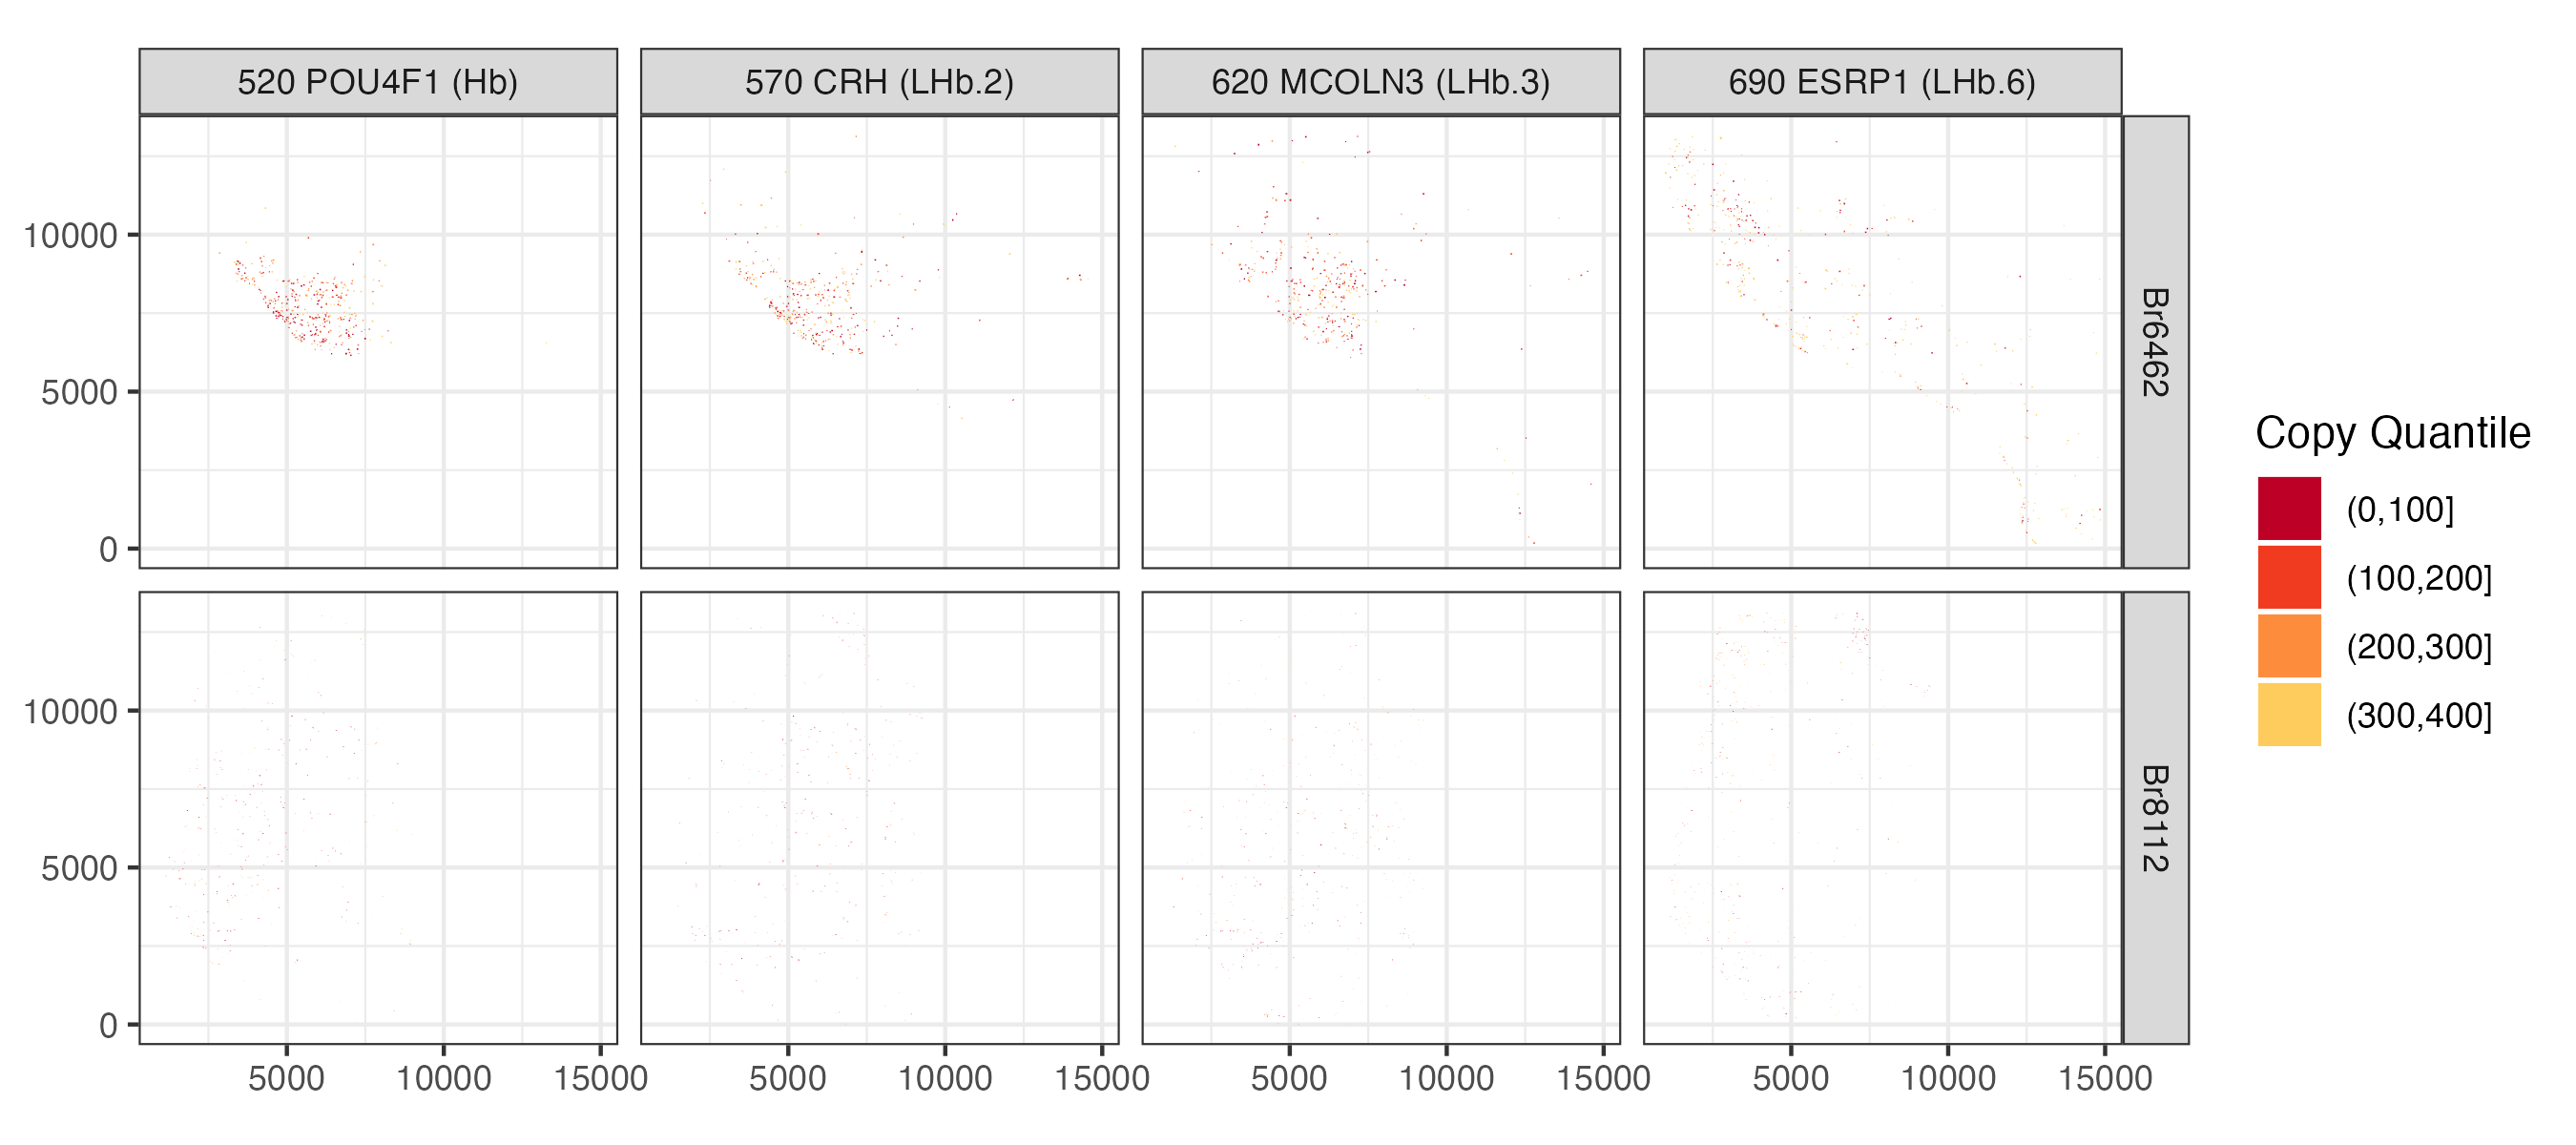 520 POU4F1 (Hb)
570 CRH (LHb.2)
620 MCOLN3 (LHb.3)
690 ESRP1 (LHb.6)
10000
5000
0
Br6462
10000
5000
0
Br8112
5000 10000 15000
5000 10000 15000
5000 10000 15000
5000 10000 15000
Copy Quantile
(0,100]
(100,200]
(200,300]
(300,400]